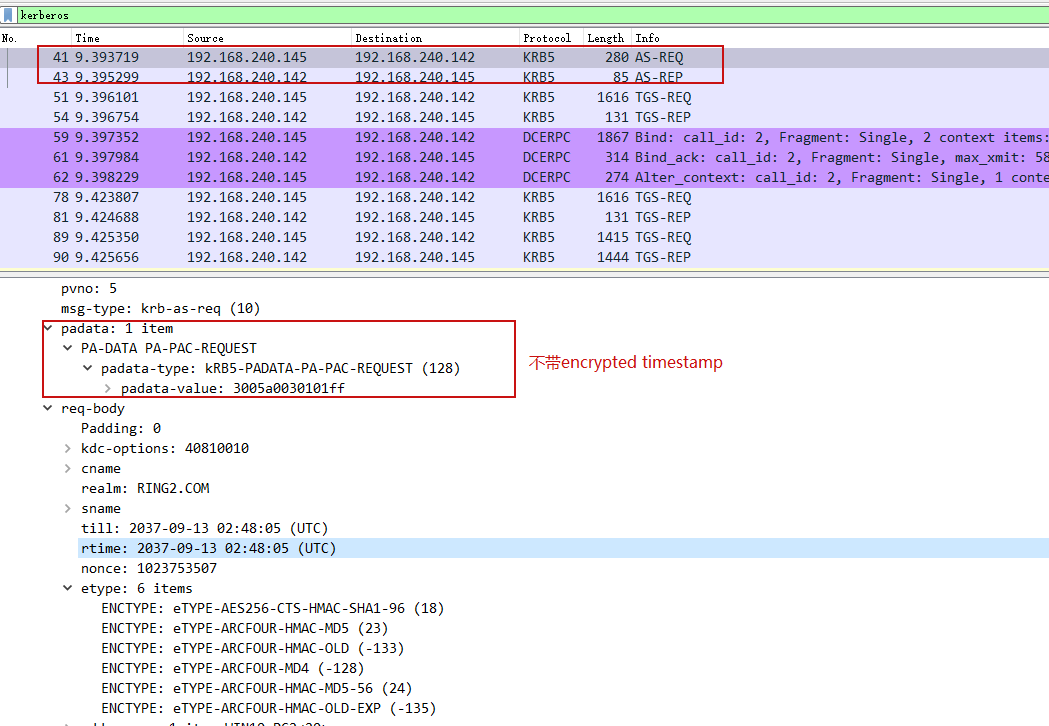 kerberos
No. Time Source Destination Protocol Length Info
41 9.393719 192.168.240.145 192.168.240.142 KRB5 280 AS-REQ
43 9.395299 192.168.240.142 192.168.240.145 KRB5 85 AS-REP
51 9.396101 192.168.240.145 192.168.240.142 KRB5 1616 TGS-REQ
54 9.396754 192.168.240.142 192.168.240.145 KRB5 131 TGS-REP
59 9.397352 192.168.240.145 192.168.240.142 DCERPC 1867 Bind: call_id: 2, Fragment: Single, 2 context items:
61 9.397984 192.168.240.142 192.168.240.145 DCERPC 314 Bind_ack: call_id: 2, Fragment: Single, max_xmit: 58
62 9.398229 192.168.240.145 192.168.240.142 DCERPC 274 Alter_context: call_id: 2, Fragment: Single, 1 conte
78 9.423807 192.168.240.145 192.168.240.142 KRB5 1616 TGS-REQ
81 9.424688 192.168.240.142 192.168.240.145 KRB5 131 TGS-REP
89 9.425350 192.168.240.145 192.168.240.142 KRB5 1415 TGS-REQ
90 9.425656 192.168.240.142 192.168.240.145 KRB5 1444 TGS-REP
pvno: 5
msg-type: krb-as-req (10)
padata: 1 item
PA-DATA PA-PAC-REQUEST
padata-type: kRB5-PADATA-PA-PAC-REQUEST (128)
padata-value: 3005a0030101ff
不带encrypted timestamp
req-body
Padding: 0
kdc-options: 40810010
cname
realm: RING2.COM
sname
till: 2037-09-13 02:48:05 (UTC)
rtime: 2037-09-13 02:48:05 (UTC)
nonce: 1023753507
etype: 6 items
ENCTYPE: eTYPE-AES256-CTS-HMAC-SHA1-96 (18)
ENCTYPE: eTYPE-ARCFOUR-HMAC-MD5 (23)
ENCTYPE: eTYPE-ARCFOUR-HMAC-OLD (-133)
ENCTYPE: eTYPE-ARCFOUR-MD4 (-128)
ENCTYPE: eTYPE-ARCFOUR-HMAC-MD5-56 (24)
ENCTYPE: eTYPE-ARCFOUR-HMAC-OLD-EXP (-135)